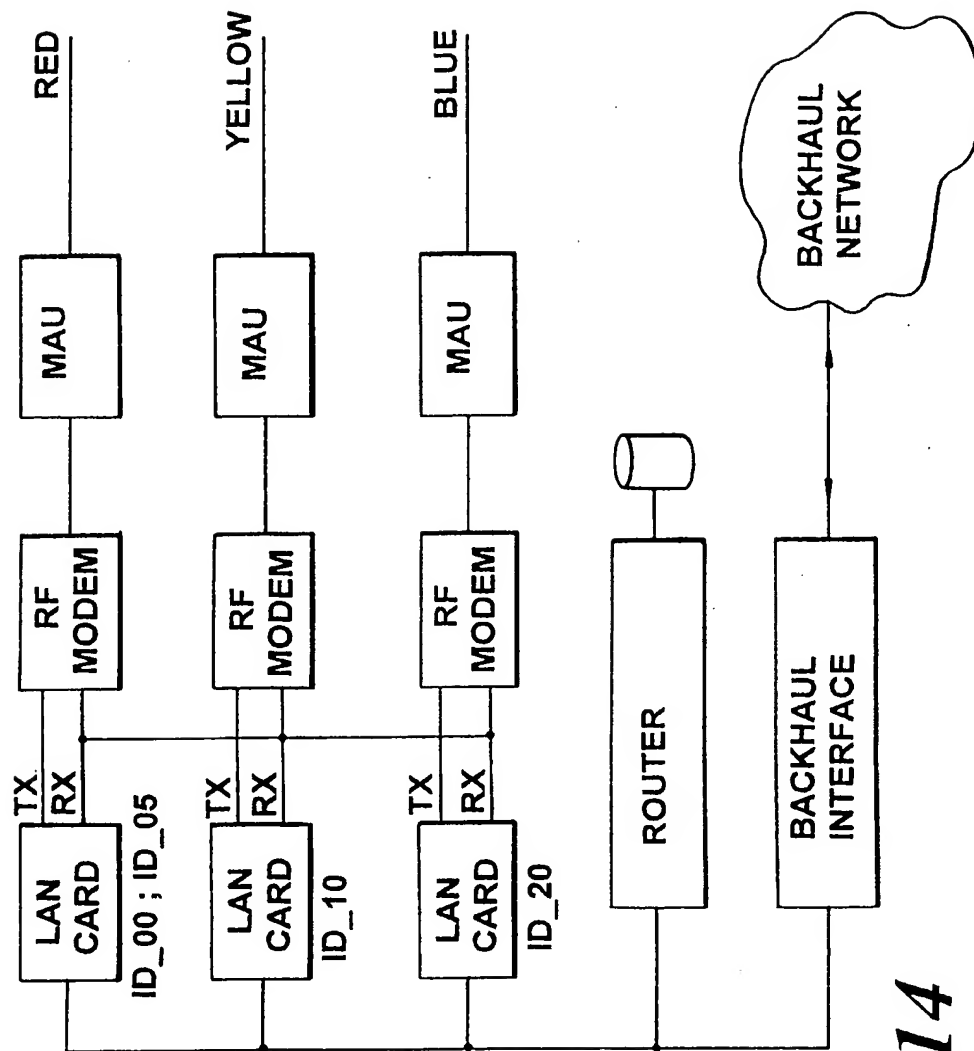 LAN
CARD
ID_00 ; ID_05
TX
RX
RF
MODEM
MAU
RED
LAN
CARD
ID_10
TX
RX
RF
MODEM
MAU
YELLOW
LAN
CARD
ID_20
TX
RX
RF
MODEM
MAU
BLUE
ROUTER
BACKHAUL
INTERFACE
BACKHAUL
NETWORK
14